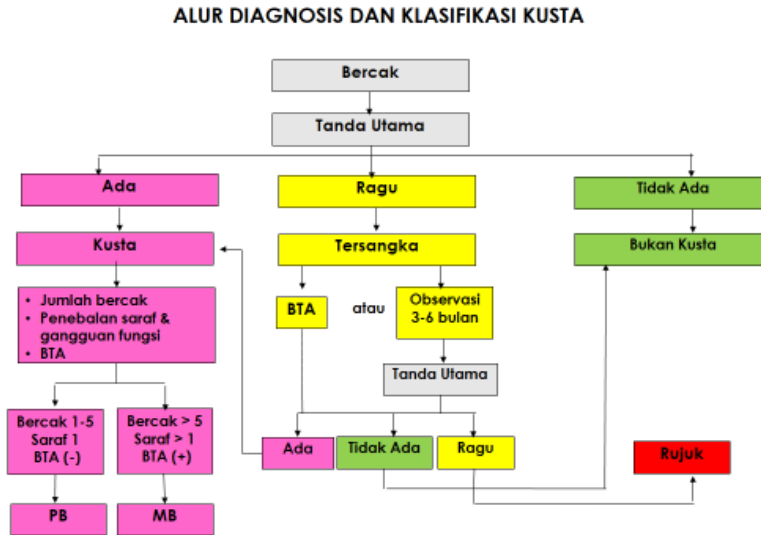 ALUR DIAGNOSIS DAN KLASIFIKASI KUSTA
Bercak
Tanda Utama
Ada
Ragu
Tidak Ada
Kusta
Tersangka
Bukan Kusta
• Jumlah bercak
• Penebalan saraf &
gangguan fungsi
• BTA
BTA
atau
Observasi
3-6 bulan
Tanda Utama
Bercak 1-5
Saraf 1
BTA (-)
Bercak > 5
Saraf > 1
BTA (+)
Ada
Tidak Ada
Ragu
Rujuk
PB
MB